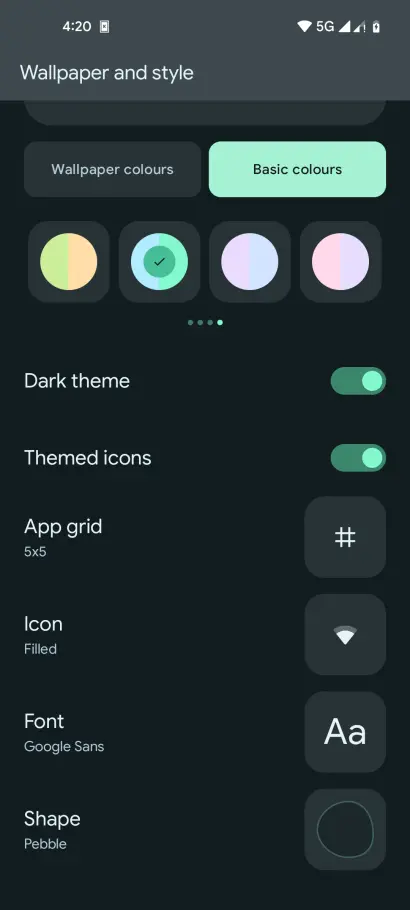 4:20
5G
Wallpaper and style
Wallpaper colours
Basic colours
Dark theme
Themed icons
App grid
5x5
Icon
Filled
Font
Google Sans
Aa
Shape
Pebble